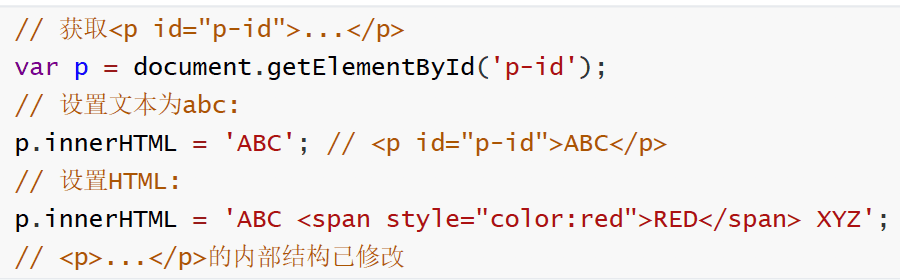 // 获取<p id="p-id">...</p>
var p = document.getElementById('p-id');
// 设置文本为abc:
p.innerHTML = 'ABC'; // <p id="p-id">ABC</p>
// 设置HTML:
p.innerHTML = 'ABC <span style="color:red">RED</span> XYZ';
// <p>...</p>的内部结构已修改